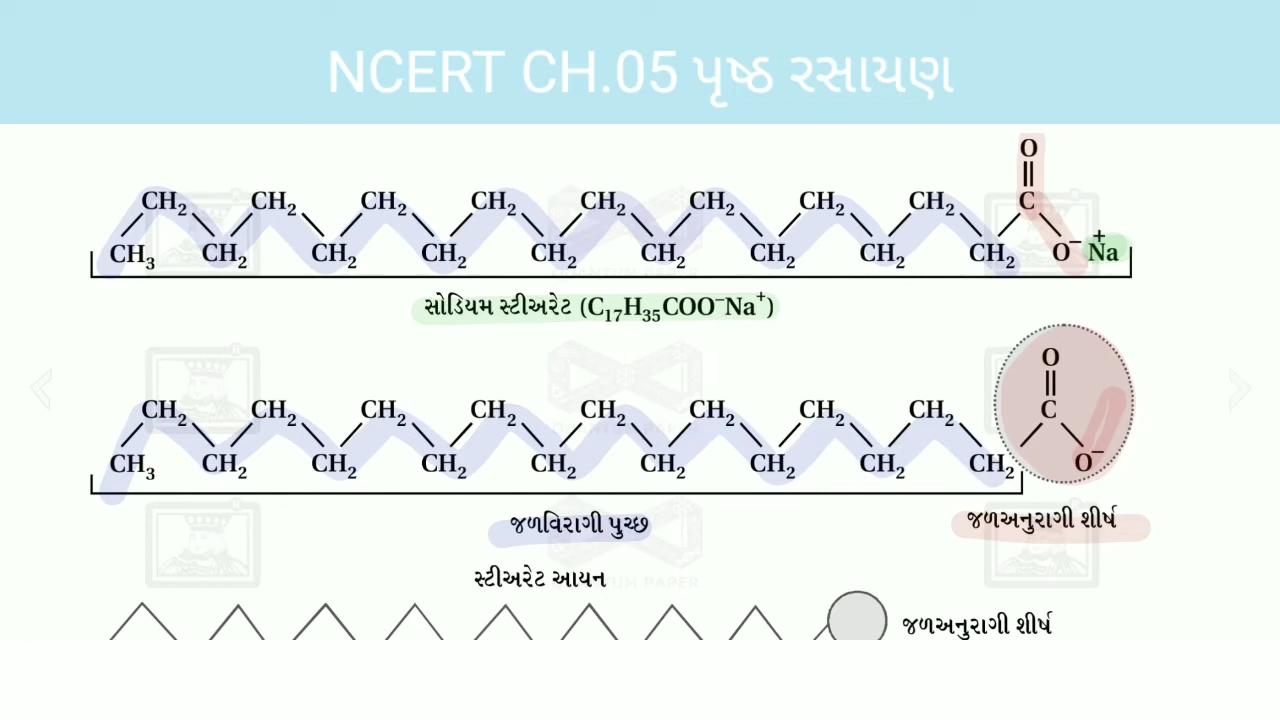 NCERT CH.05 પૃષ્ઠ રસાયણ
O
CH₂ CH₂ CH₂ CH₂ CH₂ CH₂ CH₂ CH₂ C
CH₃ CH₂ CH₂ CH₂ CH₂ CH₂ CH₂ CH₂ CH₂ O⁻ Na⁺
સોડિયમ સ્ટીઅરેટ (C₁₇H₃₅COO⁻Na⁺)
O
CH₂ CH₂ CH₂ CH₂ CH₂ CH₂ CH₂ CH₂ C
CH₃ CH₂ CH₂ CH₂ CH₂ CH₂ CH₂ CH₂ CH₂ O⁻
જળવિરાગી પુચ્છ
જળઅનુરાગી શીર્ષ
સ્ટીઅરેટ આયન
QUANTUM PAPER
જળઅનુરાગી શીર્ષ